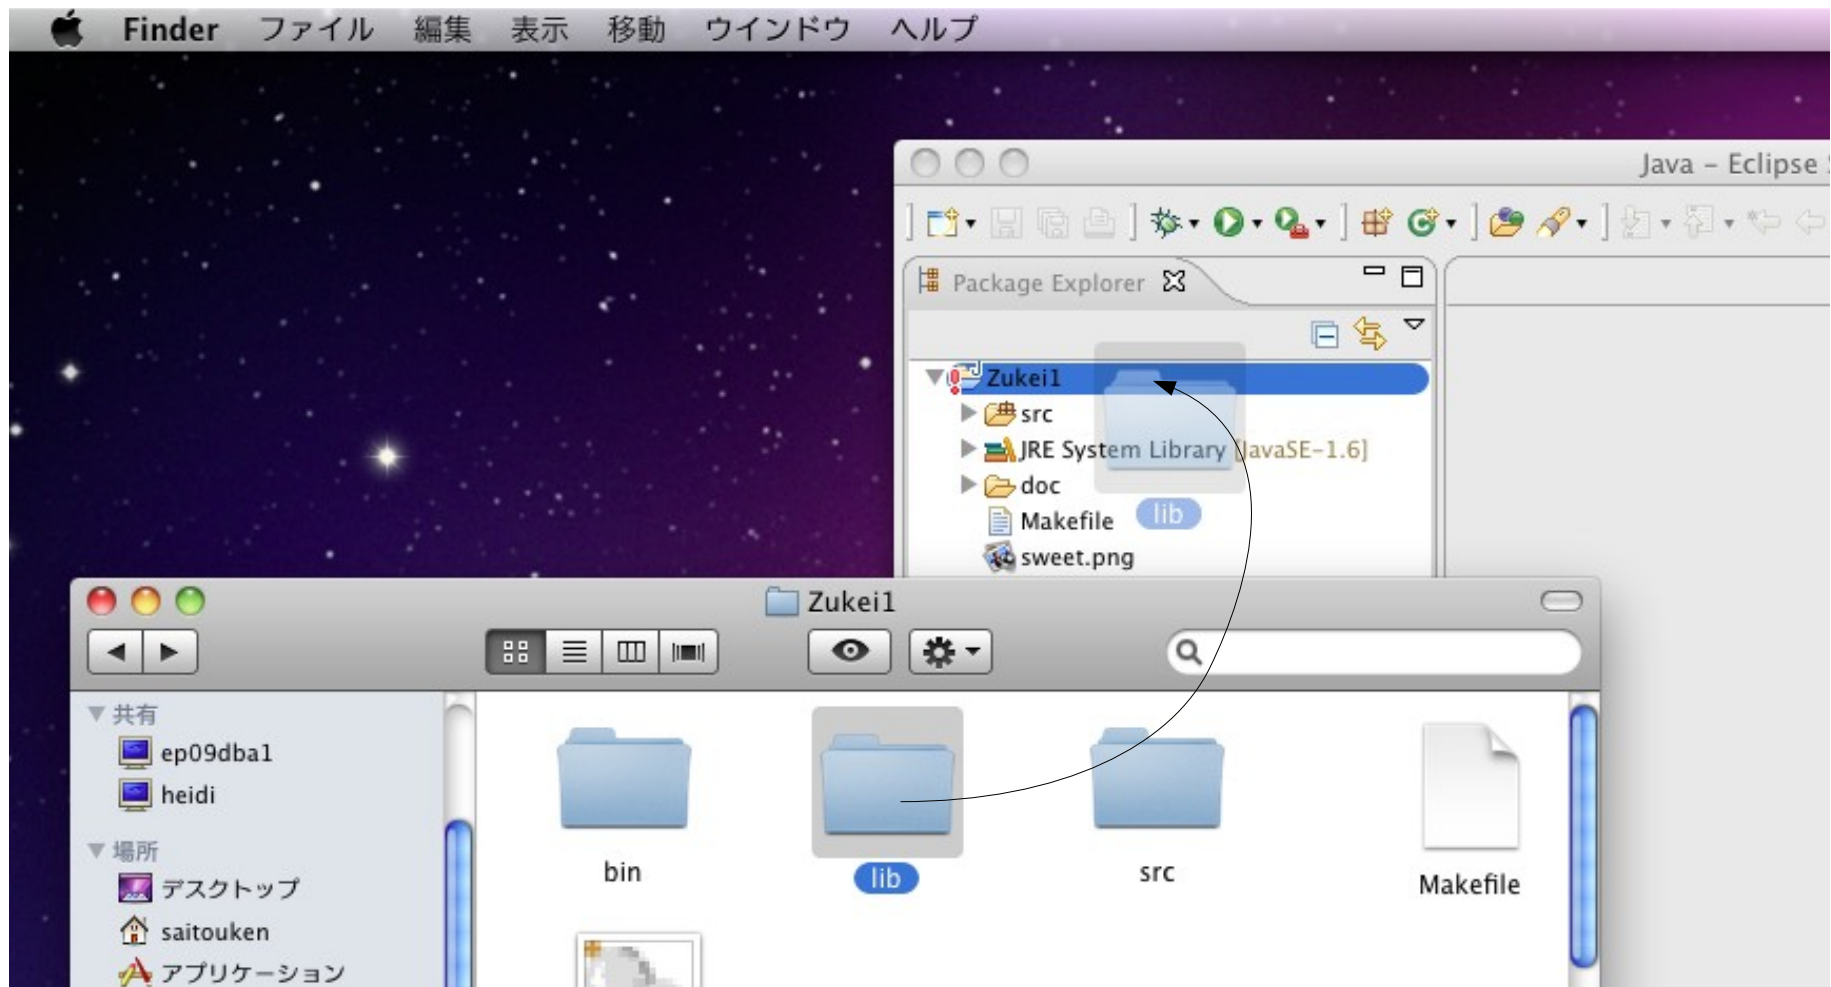 Finder ファイル 編集 表示 移動 ウインドウ ヘルプ
Java – Eclipse
Package Explorer
Zukei1
src
JRE System Library [JavaSE-1.6]
doc
Makefile
lib
sweet.png
Zukei1
共有
ep09dba1
heidi
場所
デスクトップ
saitouken
アプリケーション
bin
lib
src
Makefile